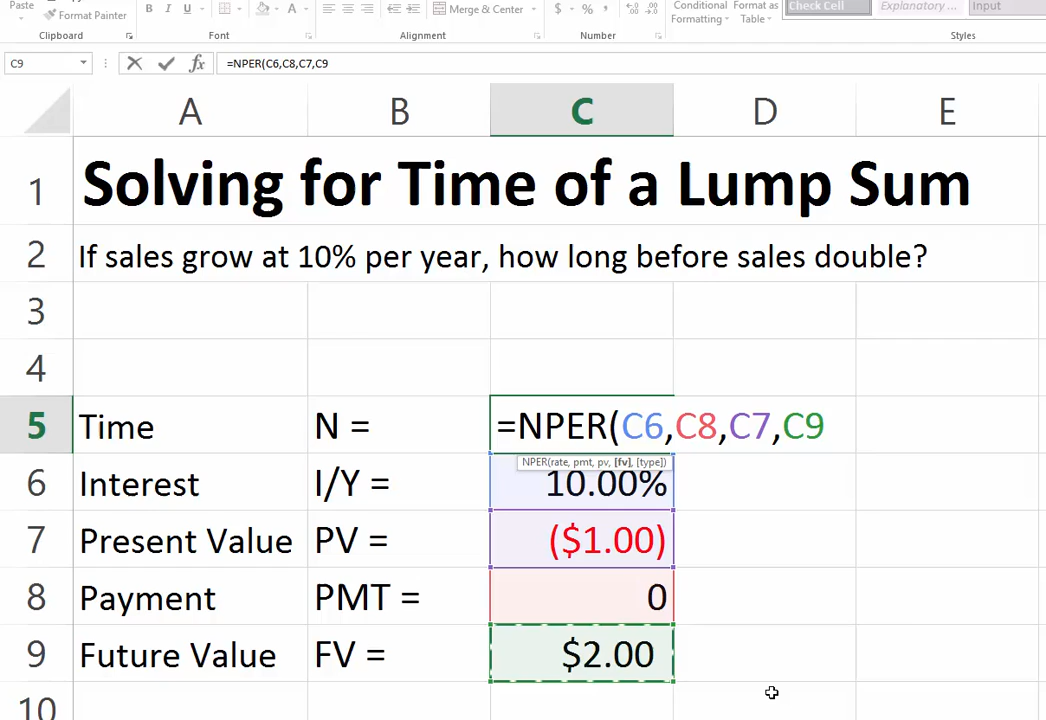 Paste
Format Painter
B I U A
Merge & Center
$ % ,
Conditional
Formatting
Format as
Table
Check Cell
Explanatory ...
Input
Clipboard Font Alignment Number Styles
C9 fx =NPER(C6,C8,C7,C9
A B C D E
1 Solving for Time of a Lump Sum
2 If sales grow at 10% per year, how long before sales double?
3
4
5 Time N = =NPER(C6,C8,C7,C9
NPER(rate, pmt, pv, [fv], [type])
6 Interest I/Y = 10.00%
7 Present Value PV = ($1.00)
8 Payment PMT = 0
9 Future Value FV = $2.00
10